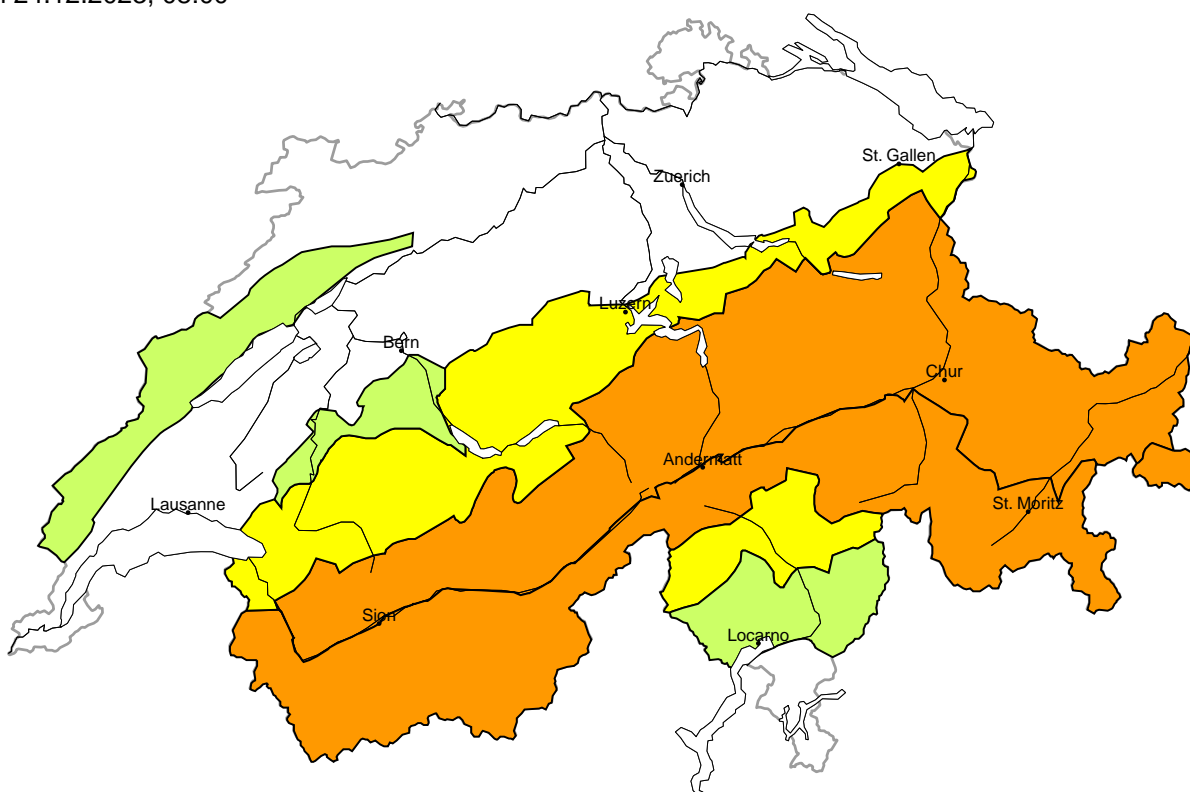 St. Gallen
Zuerich
Luzern
Bern
Chur
Andermatt
Lausanne
St. Moritz
Sion
Locarno